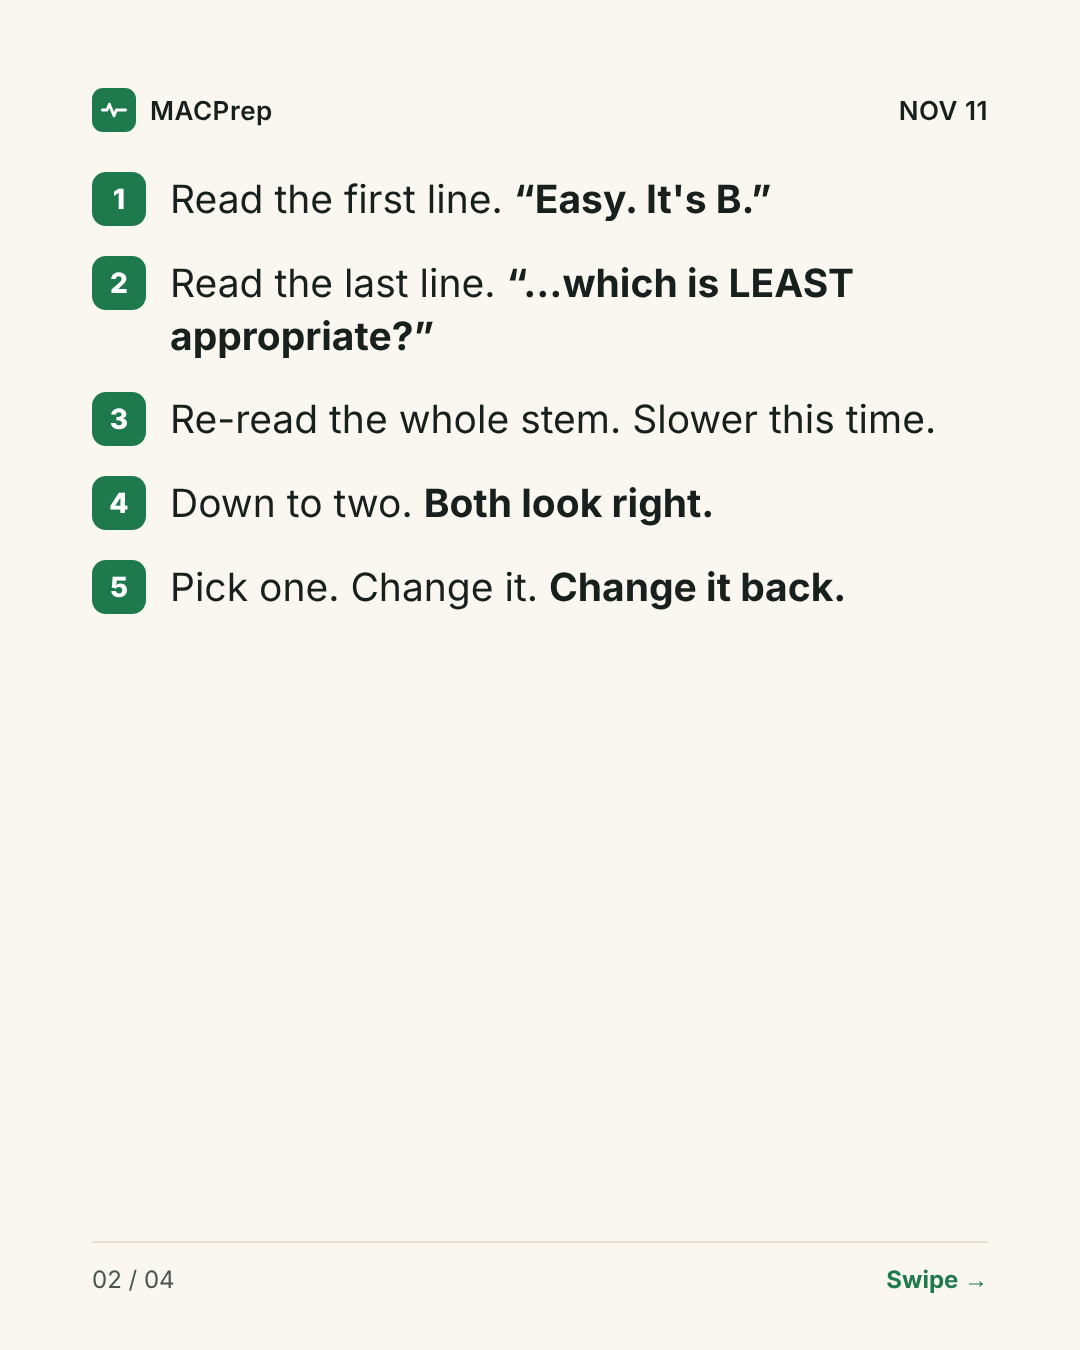 MACPrep
NOV 11
1 Read the first line. “Easy. It's B.”
2 Read the last line. “…which is LEAST
appropriate?”
3 Re-read the whole stem. Slower this time.
4 Down to two. Both look right.
5 Pick one. Change it. Change it back.
02 / 04
Swipe →